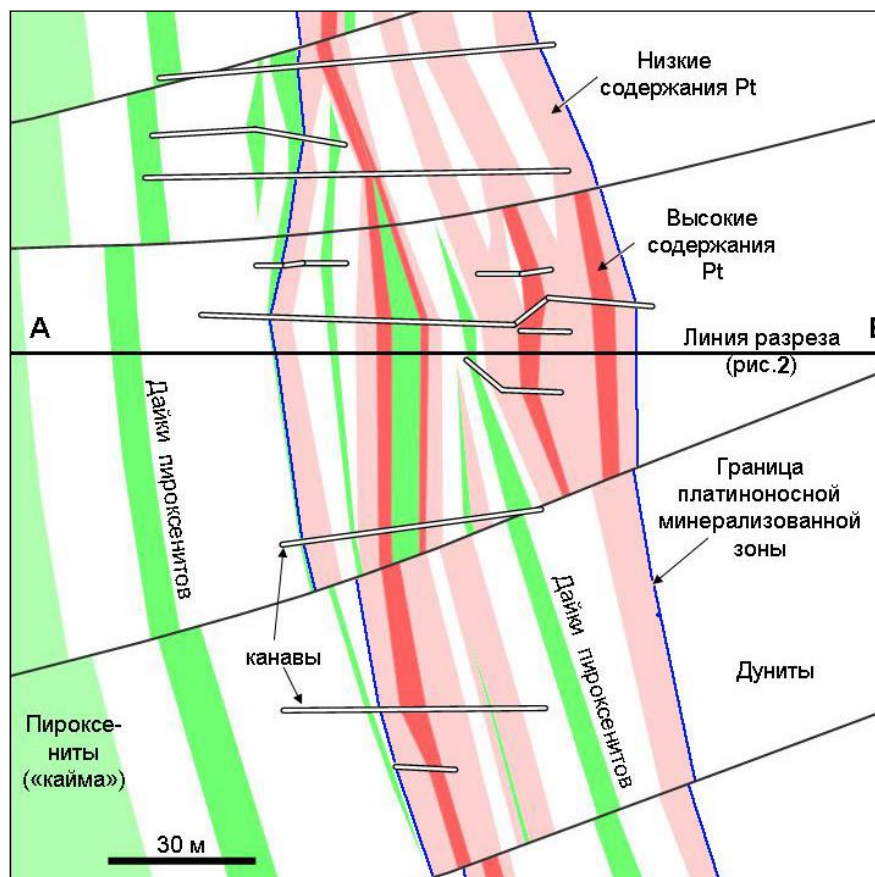 Низкие
содержания Pt
Высокие
содержания
Pt
А
Линия разреза
(рис.2)
Дайки пироксенитов
Граница
платиноносной
минерализованной
зоны
Дайки пироксенитов
канавы
Дуниты
Пироксе-
ниты
(«кайма»)
30 м